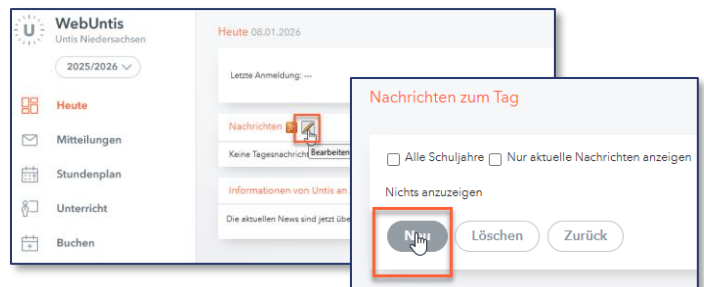 WebUntis
Untis Niedersachsen
2025/2026
Heute
Mitteilungen
Stundenplan
Unterricht
Buchen
Heute 08.01.2026
Letzte Anmeldung: ---
Nachrichten
Bearbeiten
Keine Tagesnachricht
Informationen von Untis an
Die aktuellen News sind jetzt übe
Nachrichten zum Tag
Alle Schuljahre Nur aktuelle Nachrichten anzeigen
Nichts anzuzeigen
Neu Löschen Zurück